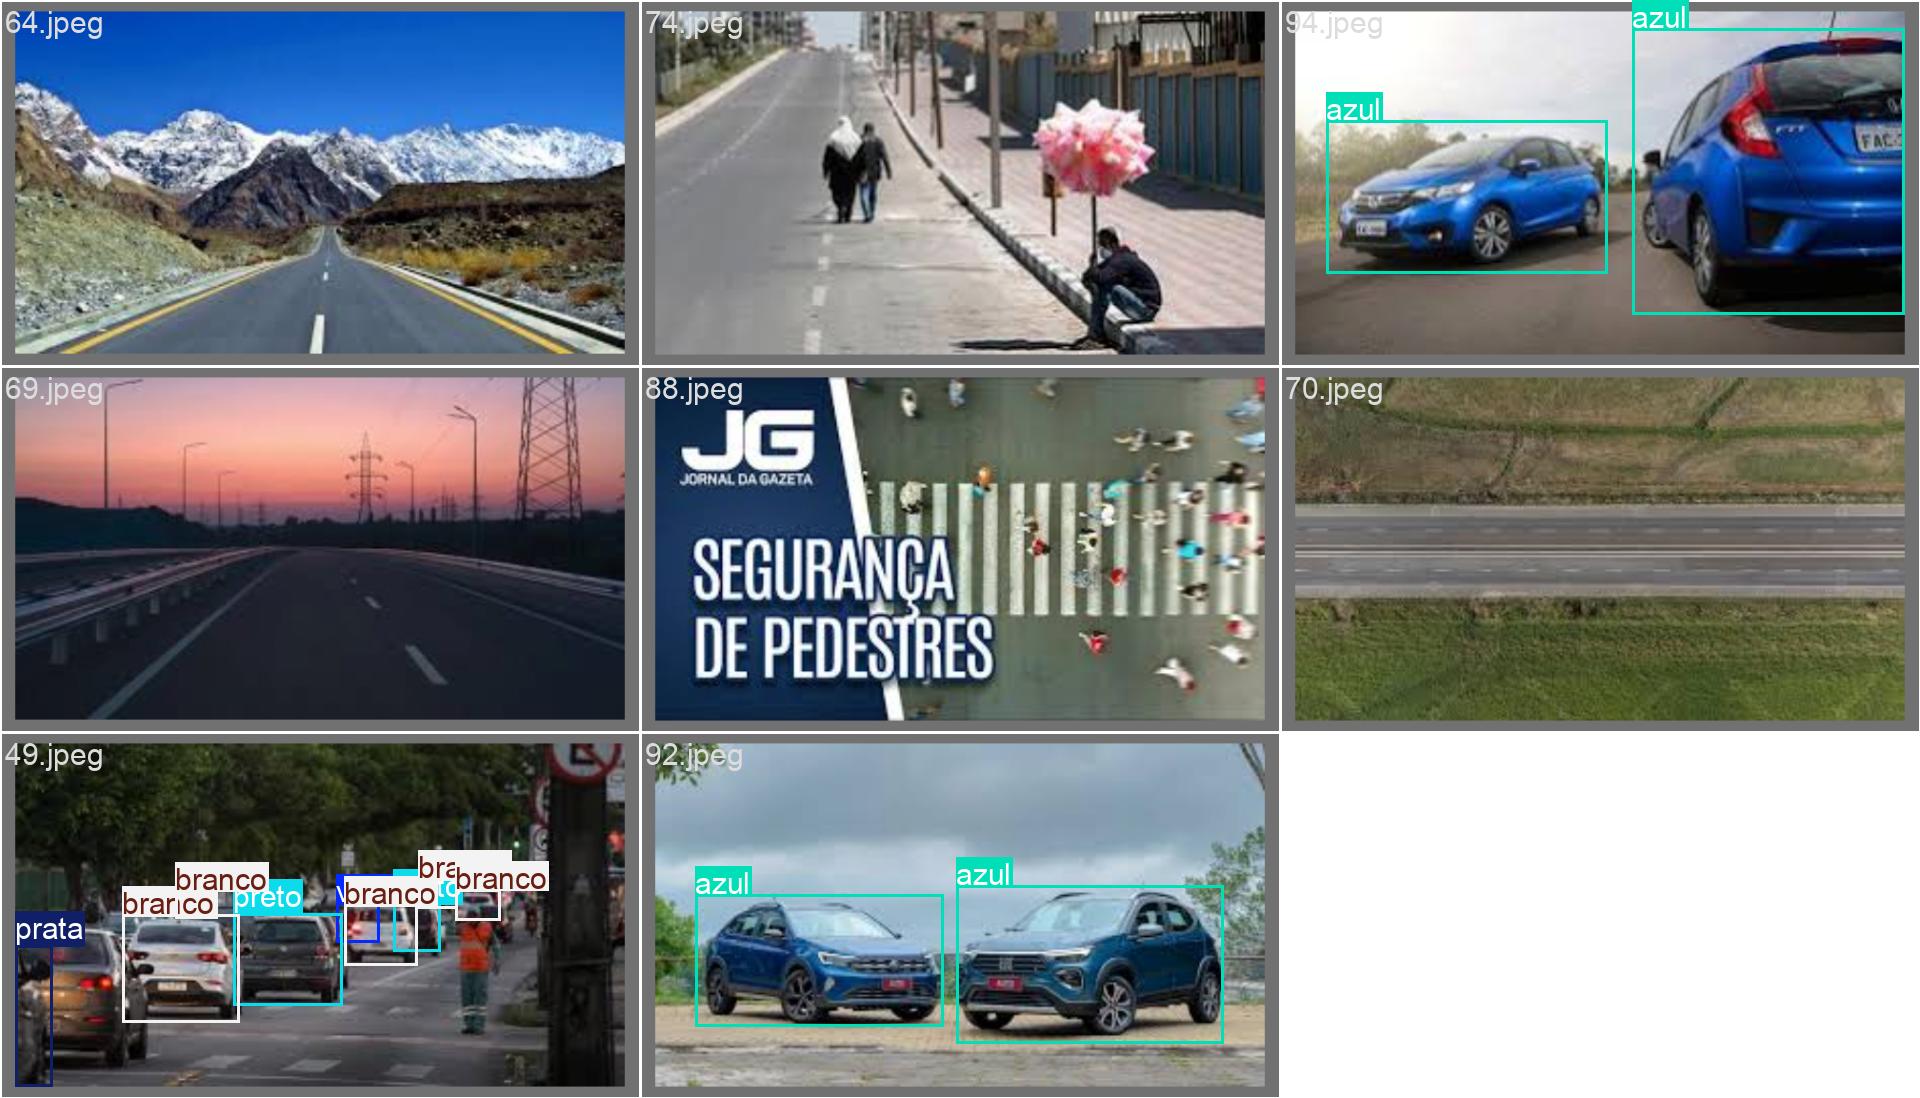 64.jpeg
74.jpeg
94.jpeg
azul
azul
69.jpeg
88.jpeg
JG
JORNAL DA GAZETA
SEGURANÇA
DE PEDESTRES
70.jpeg
49.jpeg
prata
branco
branco
preto
branco
branco
92.jpeg
azul
azul